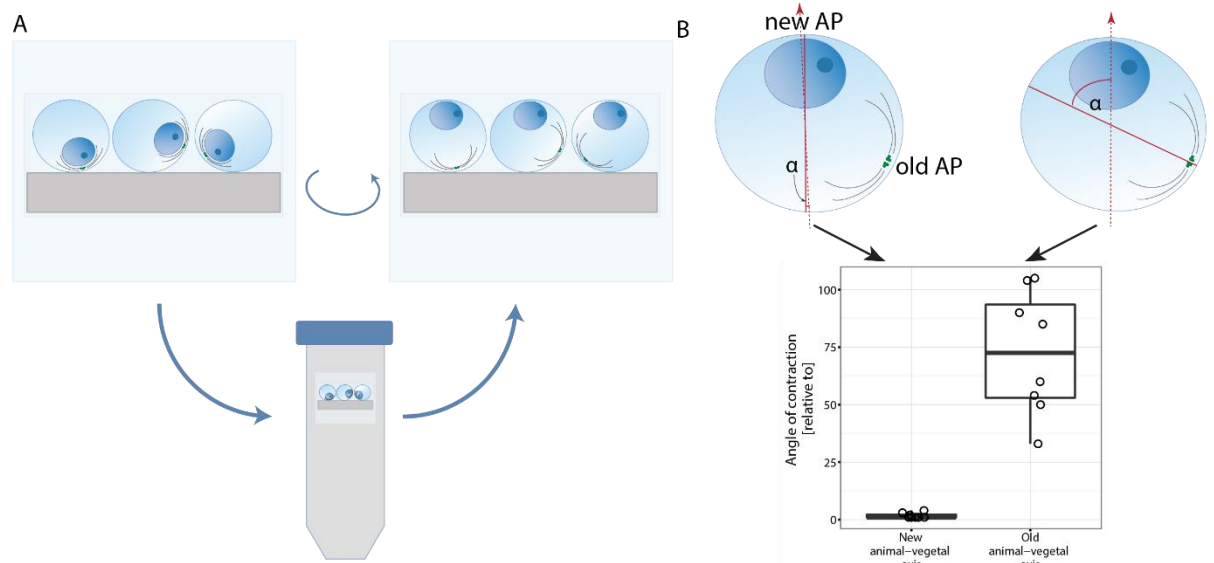 A
B
new AP
α
α
old AP
Angle of contraction
[relative to]
100
75
50
25
0
New
animal-vegetal
Old
animal-vegetal